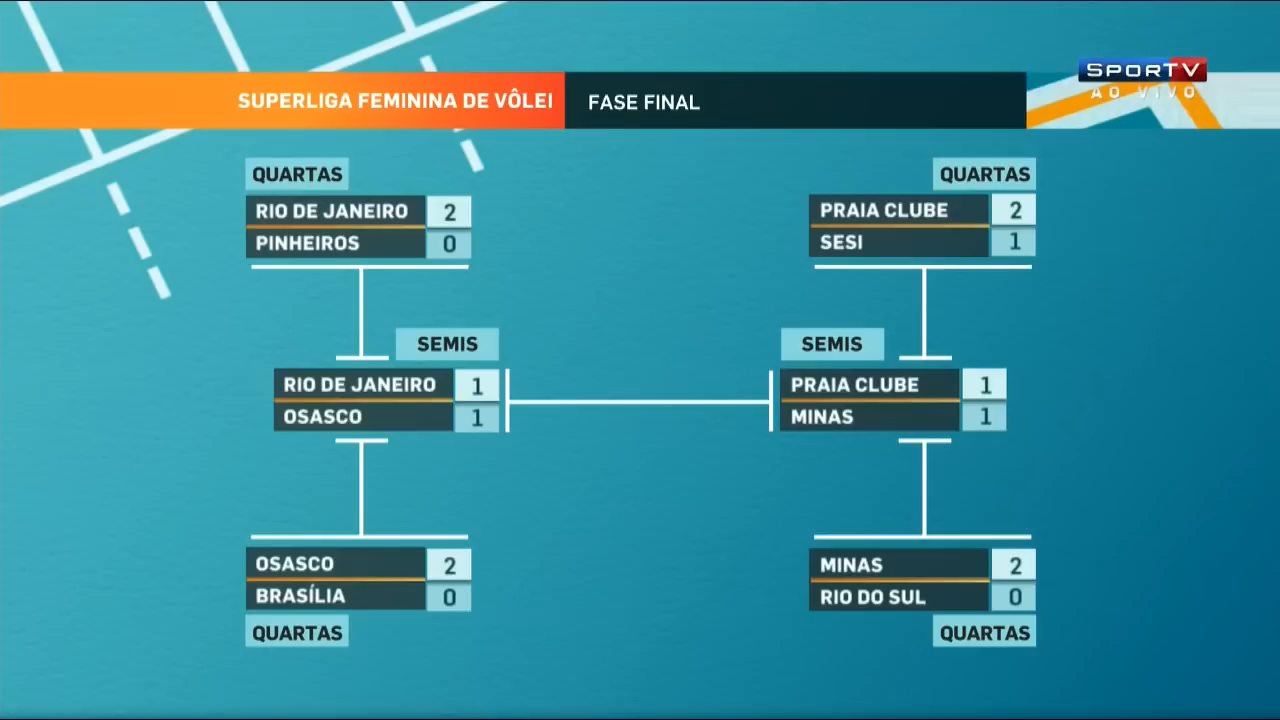 SUPERLIGA FEMININA DE VÔLEI
FASE FINAL
SPORTV
AO VIVO
QUARTAS
RIO DE JANEIRO 2
PINHEIROS 0
QUARTAS
PRAIA CLUBE 2
SESI 1
SEMIS
RIO DE JANEIRO 1
OSASCO 1
SEMIS
PRAIA CLUBE 1
MINAS 1
OSASCO 2
BRASÍLIA 0
QUARTAS
MINAS 2
RIO DO SUL 0
QUARTAS